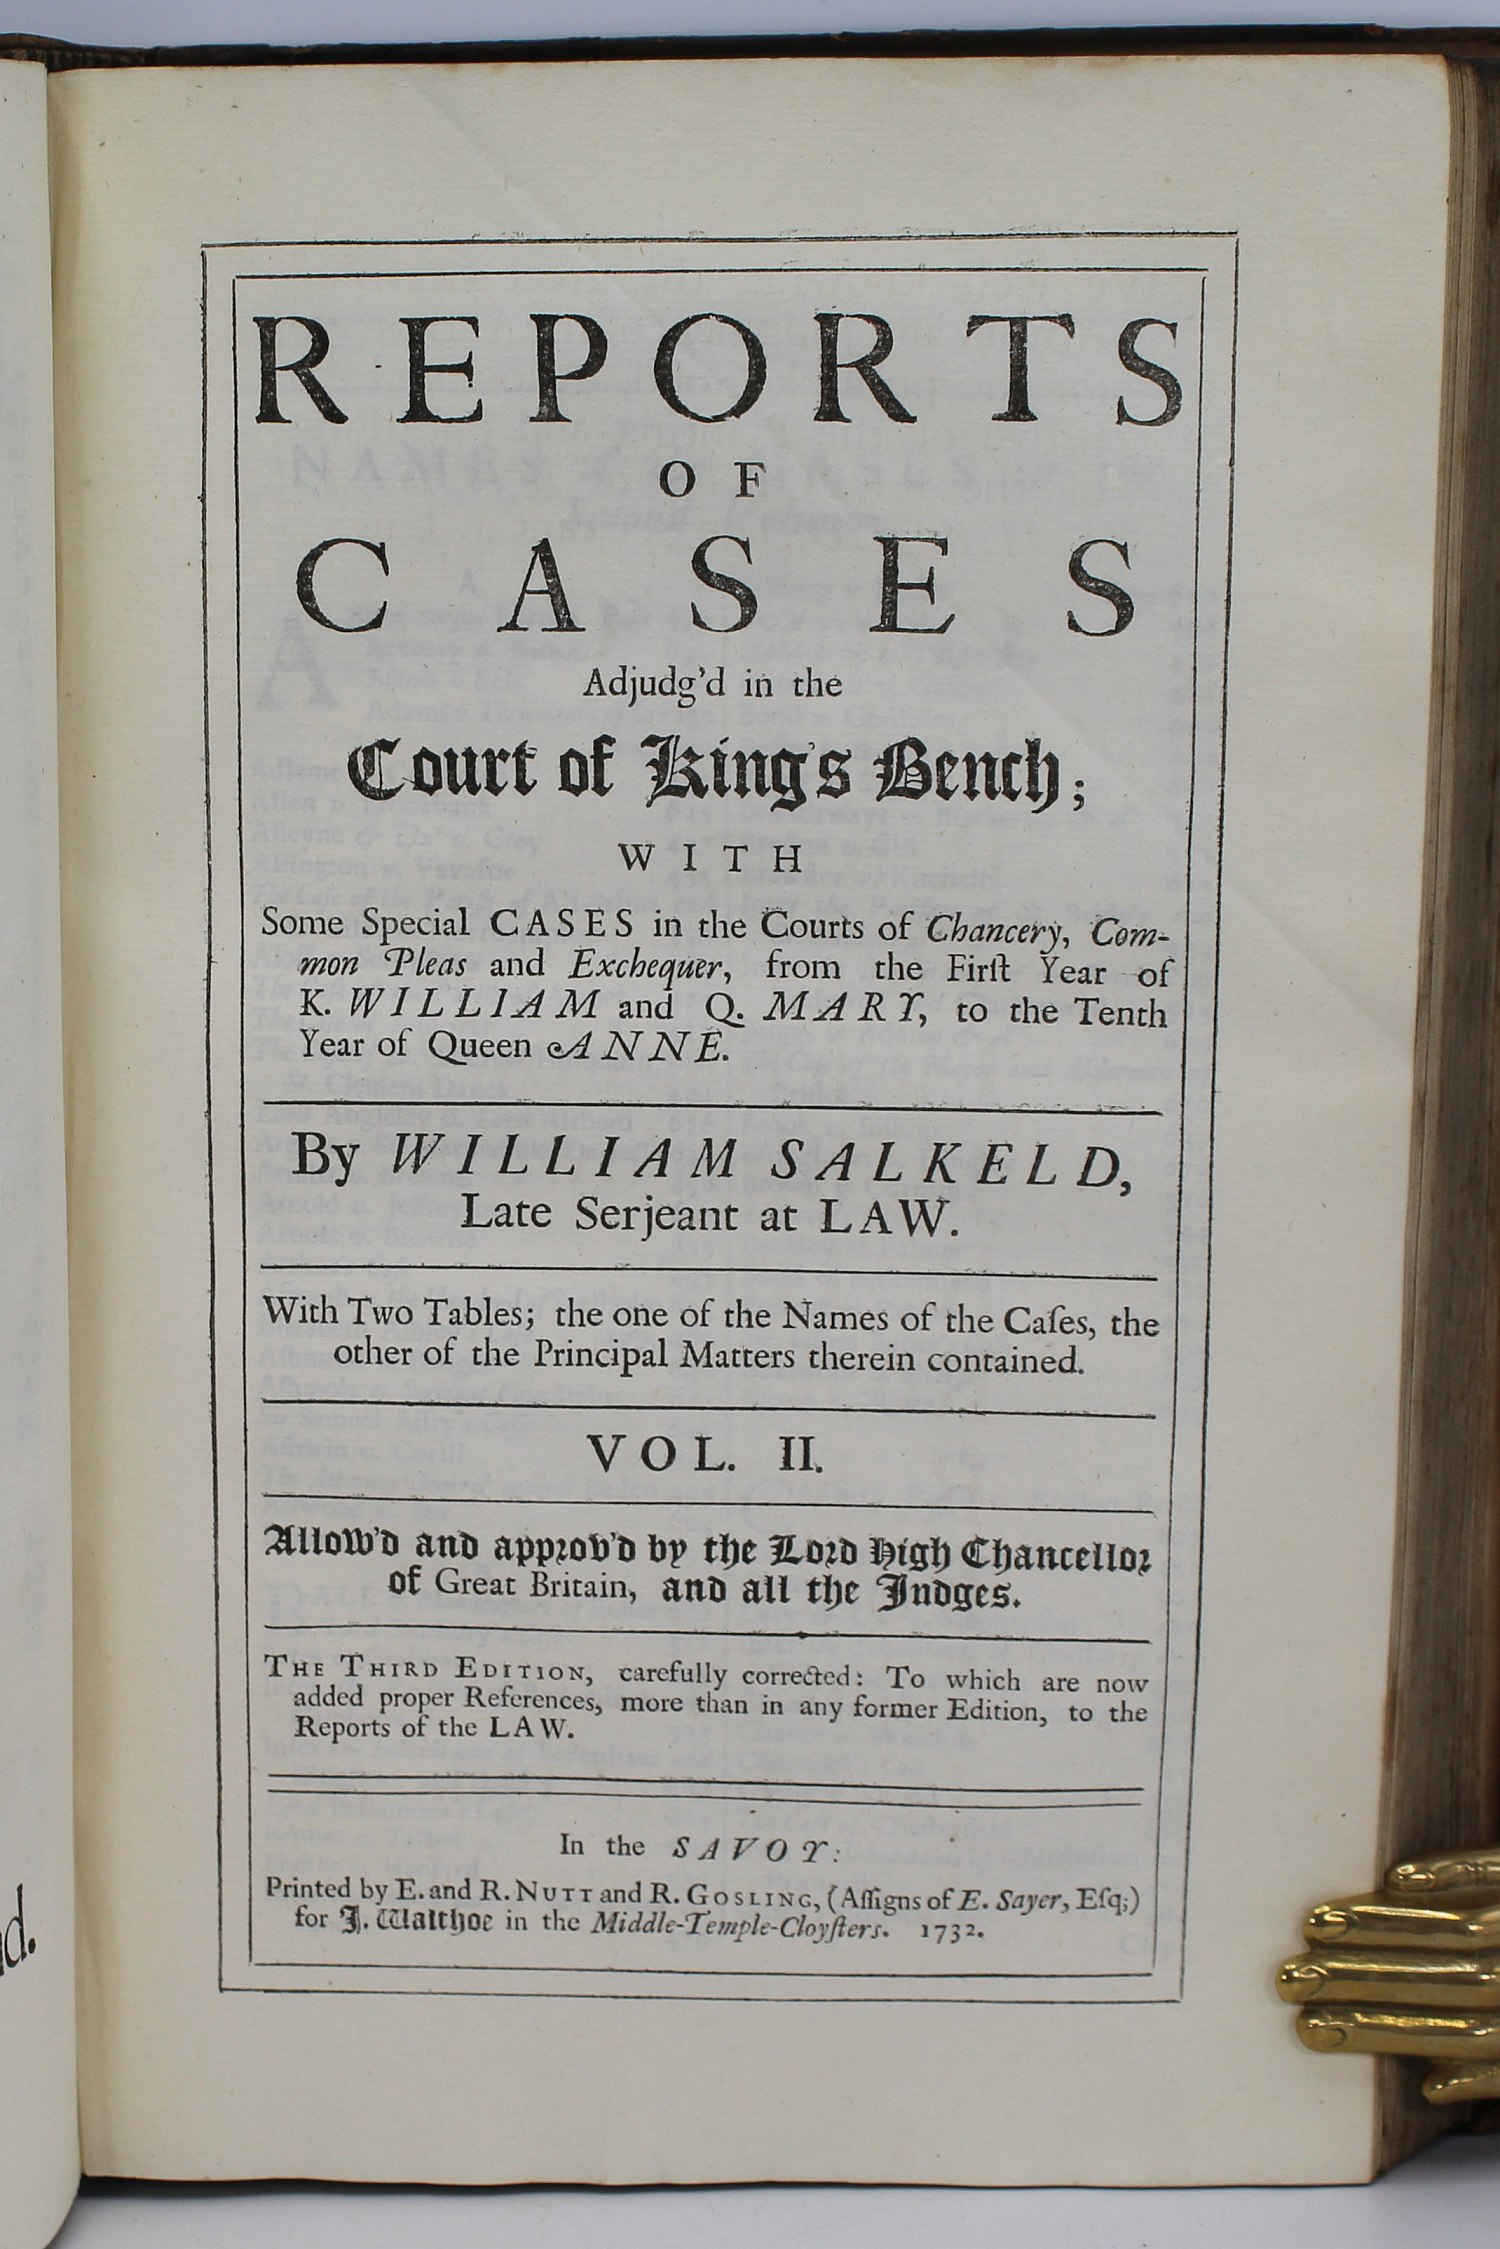 REPORTS
OF
CASES
Adjudg'd in the
Court of King's Bench;
WITH
Some Special CASES in the Courts of Chancery, Com-
mon Pleas and Exchequer, from the Firſt Year of
K. WILLIAM and Q. MARY, to the Tenth
Year of Queen ANNE.
By WILLIAM SALKELD,
Late Serjeant at LAW.
With Two Tables; the one of the Names of the Caſes, the
other of the Principal Matters therein contained.
VOL. II.
Allow'd and approv'd by the Lord High Chancellor
of Great Britain, and all the Judges.
THE THIRD EDITION, carefully corrected: To which are now
added proper References, more than in any former Edition, to the
Reports of the LAW.
In the SAVOY:
Printed by E. and R. NUTT and R. GOSLING, (Aſſigns of E. Sayer, Eſq;)
for J. Walthoe in the Middle-Temple-Cloyſters. 1732.